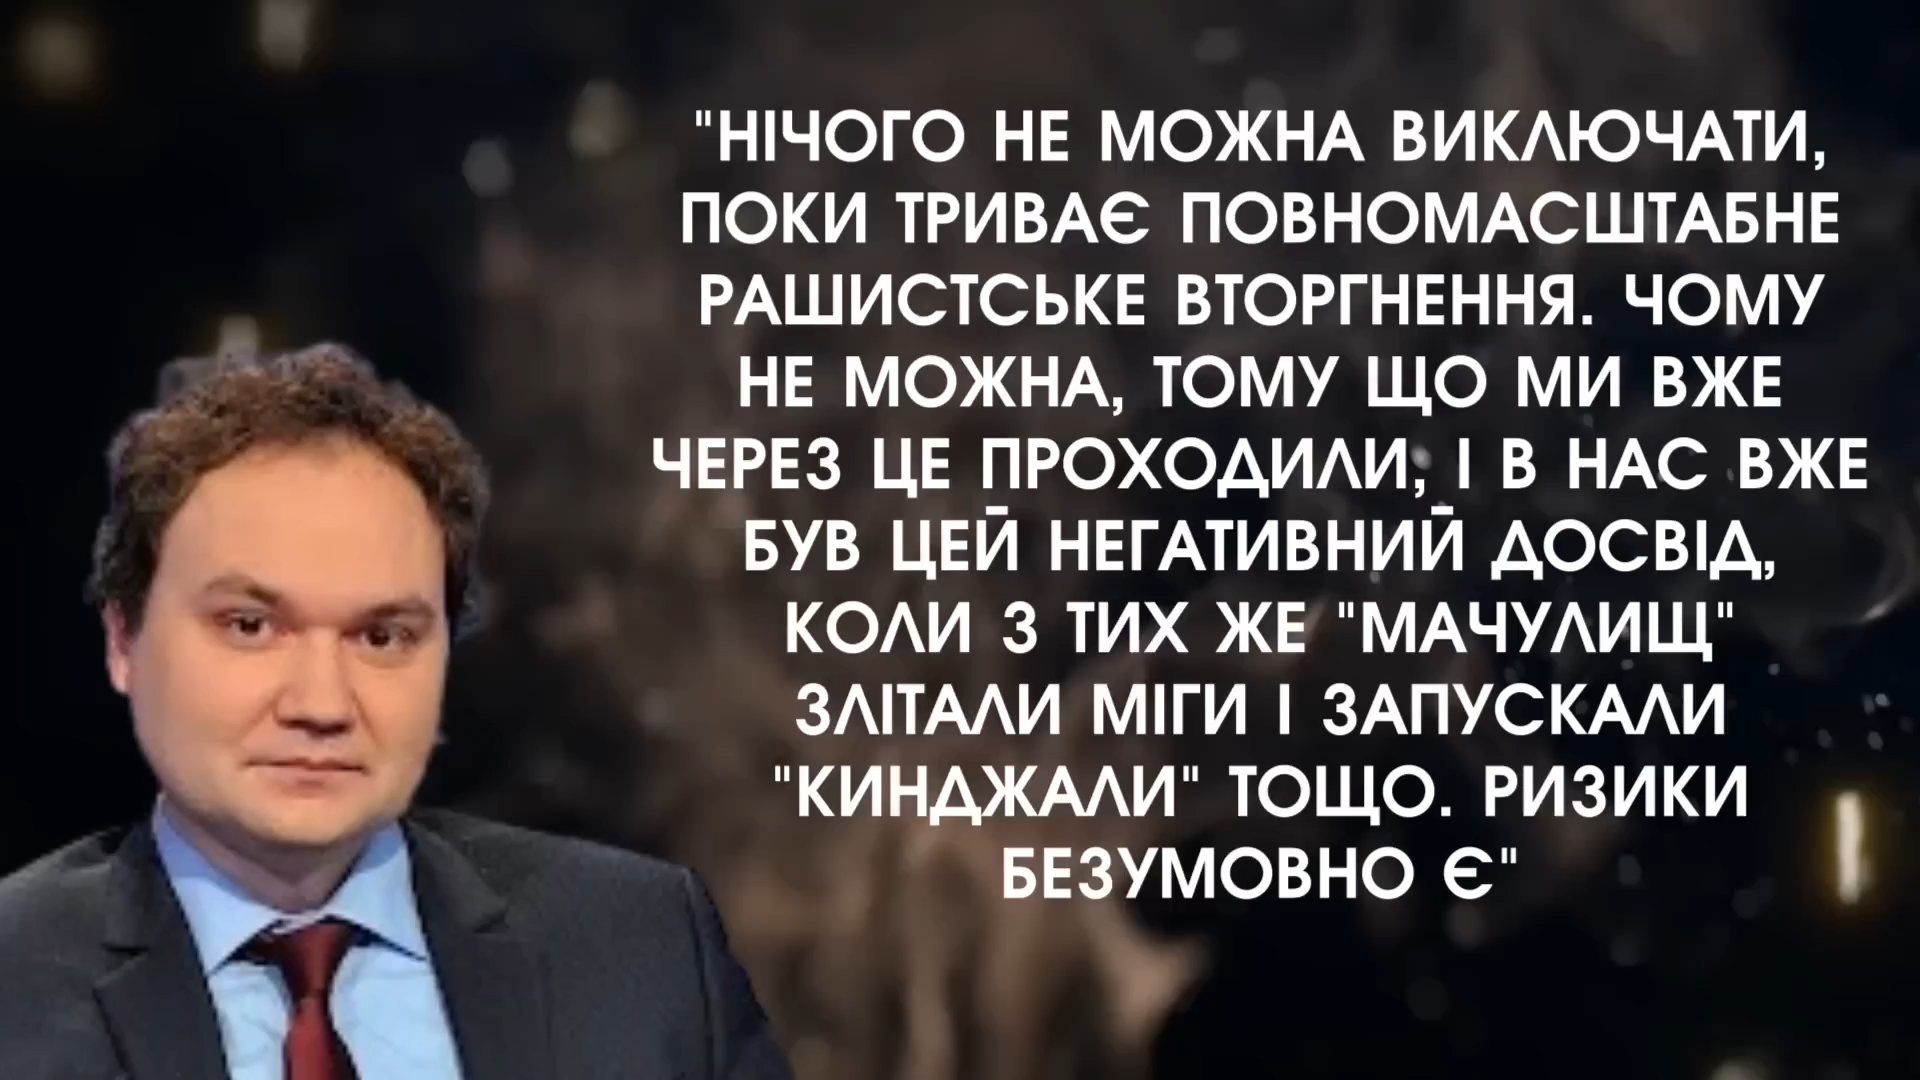 "НІЧОГО НЕ МОЖНА ВИКЛЮЧАТИ,
ПОКИ ТРИВАЄ ПОВНОМАСШТАБНЕ
РАШИСТСЬКЕ ВТОРГНЕННЯ. ЧОМУ
НЕ МОЖНА, ТОМУ ЩО МИ ВЖЕ
ЧЕРЕЗ ЦЕ ПРОХОДИЛИ, І В НАС ВЖЕ
БУВ ЦЕЙ НЕГАТИВНИЙ ДОСВІД,
КОЛИ З ТИХ ЖЕ "МАЧУЛИЩ"
ЗЛІТАЛИ МІГИ І ЗАПУСКАЛИ
"КИНДЖАЛИ" ТОЩО. РИЗИКИ
БЕЗУМОВНО Є"